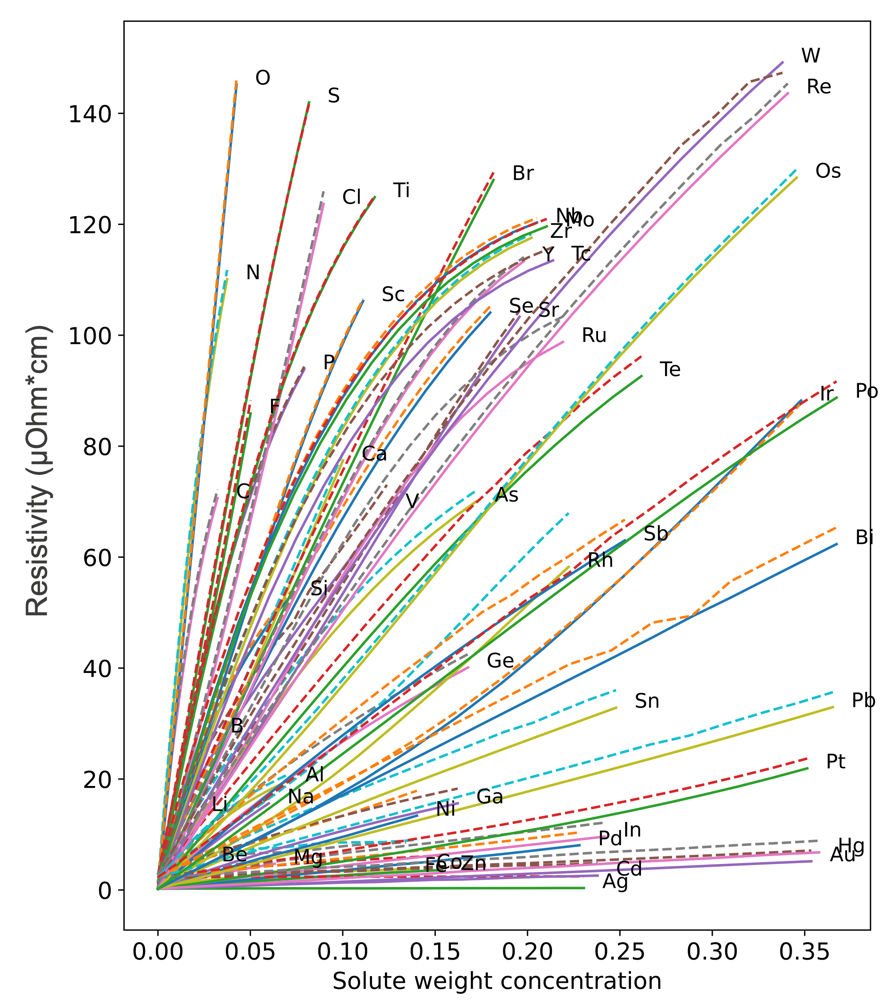 Resistivity (μOhm*cm)
140
120
100
80
60
40
20
0
O
S
N
Cl
Ti
Sc
P
F
C
Br
Nb
Mo
Zr
Y
Tc
Se
Sr
Ru
W
Re
Os
Te
Ir
Po
Ca
V
As
Si
Sb
Rh
Bi
Ge
Sn
Pb
B
Al
Na
Li
Ga
Ni
Pt
Be
Mg
Fe
Co
Zn
Pd
In
Cd
Ag
Hg
Au
0.00
0.05
0.10
0.15
0.20
0.25
0.30
0.35
Solute weight concentration